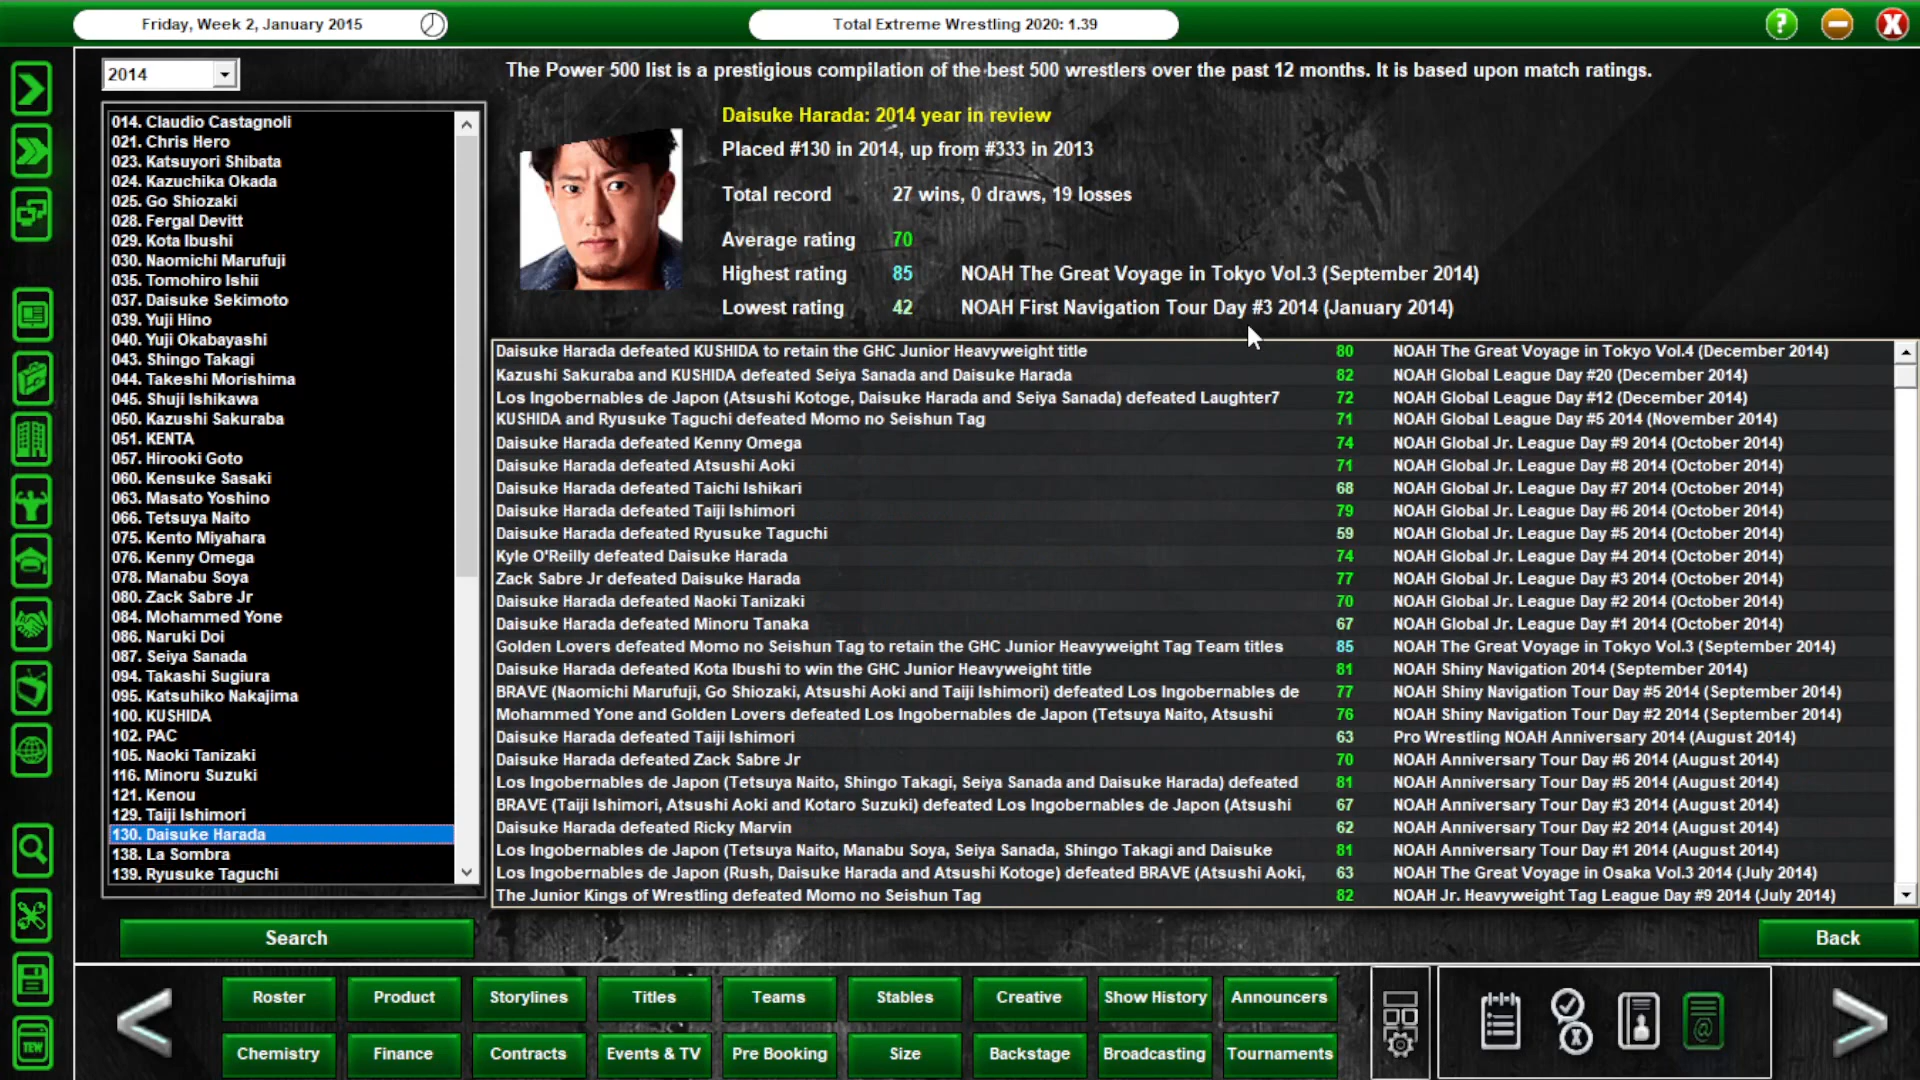 Friday, Week 2, January 2015
Total Extreme Wrestling 2020: 1.39
?
X
2014
The Power 500 list is a prestigious compilation of the best 500 wrestlers over the past 12 months. It is based upon match ratings.
014. Claudio Castagnoli
021. Chris Hero
023. Katsuyori Shibata
024. Kazuchika Okada
025. Go Shiozaki
028. Fergal Devitt
029. Kota Ibushi
030. Naomichi Marufuji
035. Tomohiro Ishii
037. Daisuke Sekimoto
039. Yuji Hino
040. Yuji Okabayashi
043. Shingo Takagi
044. Takeshi Morishima
045. Shuji Ishikawa
050. Kazushi Sakuraba
051. KENTA
057. Hirooki Goto
060. Kensuke Sasaki
063. Masato Yoshino
066. Tetsuya Naito
075. Kento Miyahara
076. Kenny Omega
078. Manabu Soya
080. Zack Sabre Jr
084. Mohammed Yone
086. Naruki Doi
087. Seiya Sanada
094. Takashi Sugiura
095. Katsuhiko Nakajima
100. KUSHIDA
102. PAC
105. Naoki Tanizaki
116. Minoru Suzuki
121. Kenou
129. Taiji Ishimori
130. Daisuke Harada
138. La Sombra
139. Ryusuke Taguchi
Daisuke Harada: 2014 year in review
Placed #130 in 2014, up from #333 in 2013
Total record 27 wins, 0 draws, 19 losses
Average rating 70
Highest rating 85 NOAH The Great Voyage in Tokyo Vol.3 (September 2014)
Lowest rating 42 NOAH First Navigation Tour Day #3 2014 (January 2014)
Daisuke Harada defeated KUSHIDA to retain the GHC Junior Heavyweight title 80 NOAH The Great Voyage in Tokyo Vol.4 (December 2014)
Kazushi Sakuraba and KUSHIDA defeated Seiya Sanada and Daisuke Harada 82 NOAH Global League Day #20 (December 2014)
Los Ingobernables de Japon (Atsushi Kotoge, Daisuke Harada and Seiya Sanada) defeated Laughter7 72 NOAH Global League Day #12 (December 2014)
KUSHIDA and Ryusuke Taguchi defeated Momo no Seishun Tag 71 NOAH Global League Day #5 2014 (November 2014)
Daisuke Harada defeated Kenny Omega 74 NOAH Global Jr. League Day #9 2014 (October 2014)
Daisuke Harada defeated Atsushi Aoki 71 NOAH Global Jr. League Day #8 2014 (October 2014)
Daisuke Harada defeated Taichi Ishikari 68 NOAH Global Jr. League Day #7 2014 (October 2014)
Daisuke Harada defeated Taiji Ishimori 79 NOAH Global Jr. League Day #6 2014 (October 2014)
Daisuke Harada defeated Ryusuke Taguchi 59 NOAH Global Jr. League Day #5 2014 (October 2014)
Kyle O'Reilly defeated Daisuke Harada 74 NOAH Global Jr. League Day #4 2014 (October 2014)
Zack Sabre Jr defeated Daisuke Harada 77 NOAH Global Jr. League Day #3 2014 (October 2014)
Daisuke Harada defeated Naoki Tanizaki 70 NOAH Global Jr. League Day #2 2014 (October 2014)
Daisuke Harada defeated Minoru Tanaka 67 NOAH Global Jr. League Day #1 2014 (October 2014)
Golden Lovers defeated Momo no Seishun Tag to retain the GHC Junior Heavyweight Tag Team titles 85 NOAH The Great Voyage in Tokyo Vol.3 (September 2014)
Daisuke Harada defeated Kota Ibushi to win the GHC Junior Heavyweight title 81 NOAH Shiny Navigation 2014 (September 2014)
BRAVE (Naomichi Marufuji, Go Shiozaki, Atsushi Aoki and Taiji Ishimori) defeated Los Ingobernables de 77 NOAH Shiny Navigation Tour Day #5 2014 (September 2014)
Mohammed Yone and Golden Lovers defeated Los Ingobernables de Japon (Tetsuya Naito, Atsushi 76 NOAH Shiny Navigation Tour Day #2 2014 (September 2014)
Daisuke Harada defeated Taiji Ishimori 63 Pro Wrestling NOAH Anniversary 2014 (August 2014)
Daisuke Harada defeated Zack Sabre Jr 70 NOAH Anniversary Tour Day #6 2014 (August 2014)
Los Ingobernables de Japon (Tetsuya Naito, Shingo Takagi, Seiya Sanada and Daisuke Harada) defeated 81 NOAH Anniversary Tour Day #5 2014 (August 2014)
BRAVE (Taiji Ishimori, Atsushi Aoki and Kotaro Suzuki) defeated Los Ingobernables de Japon (Atsushi 67 NOAH Anniversary Tour Day #3 2014 (August 2014)
Daisuke Harada defeated Ricky Marvin 62 NOAH Anniversary Tour Day #2 2014 (August 2014)
Los Ingobernables de Japon (Tetsuya Naito, Manabu Soya, Seiya Sanada, Shingo Takagi and Daisuke 81 NOAH Anniversary Tour Day #1 2014 (August 2014)
Los Ingobernables de Japon (Rush, Daisuke Harada and Atsushi Kotoge) defeated BRAVE (Atsushi Aoki, 63 NOAH The Great Voyage in Osaka Vol.3 2014 (July 2014)
The Junior Kings of Wrestling defeated Momo no Seishun Tag 82 NOAH Jr. Heavyweight Tag League Day #9 2014 (July 2014)
Search
Back
Roster Product Storylines Titles Teams Stables Creative Show History Announcers
Chemistry Finance Contracts Events & TV Pre Booking Size Backstage Broadcasting Tournaments
TEW
X
@